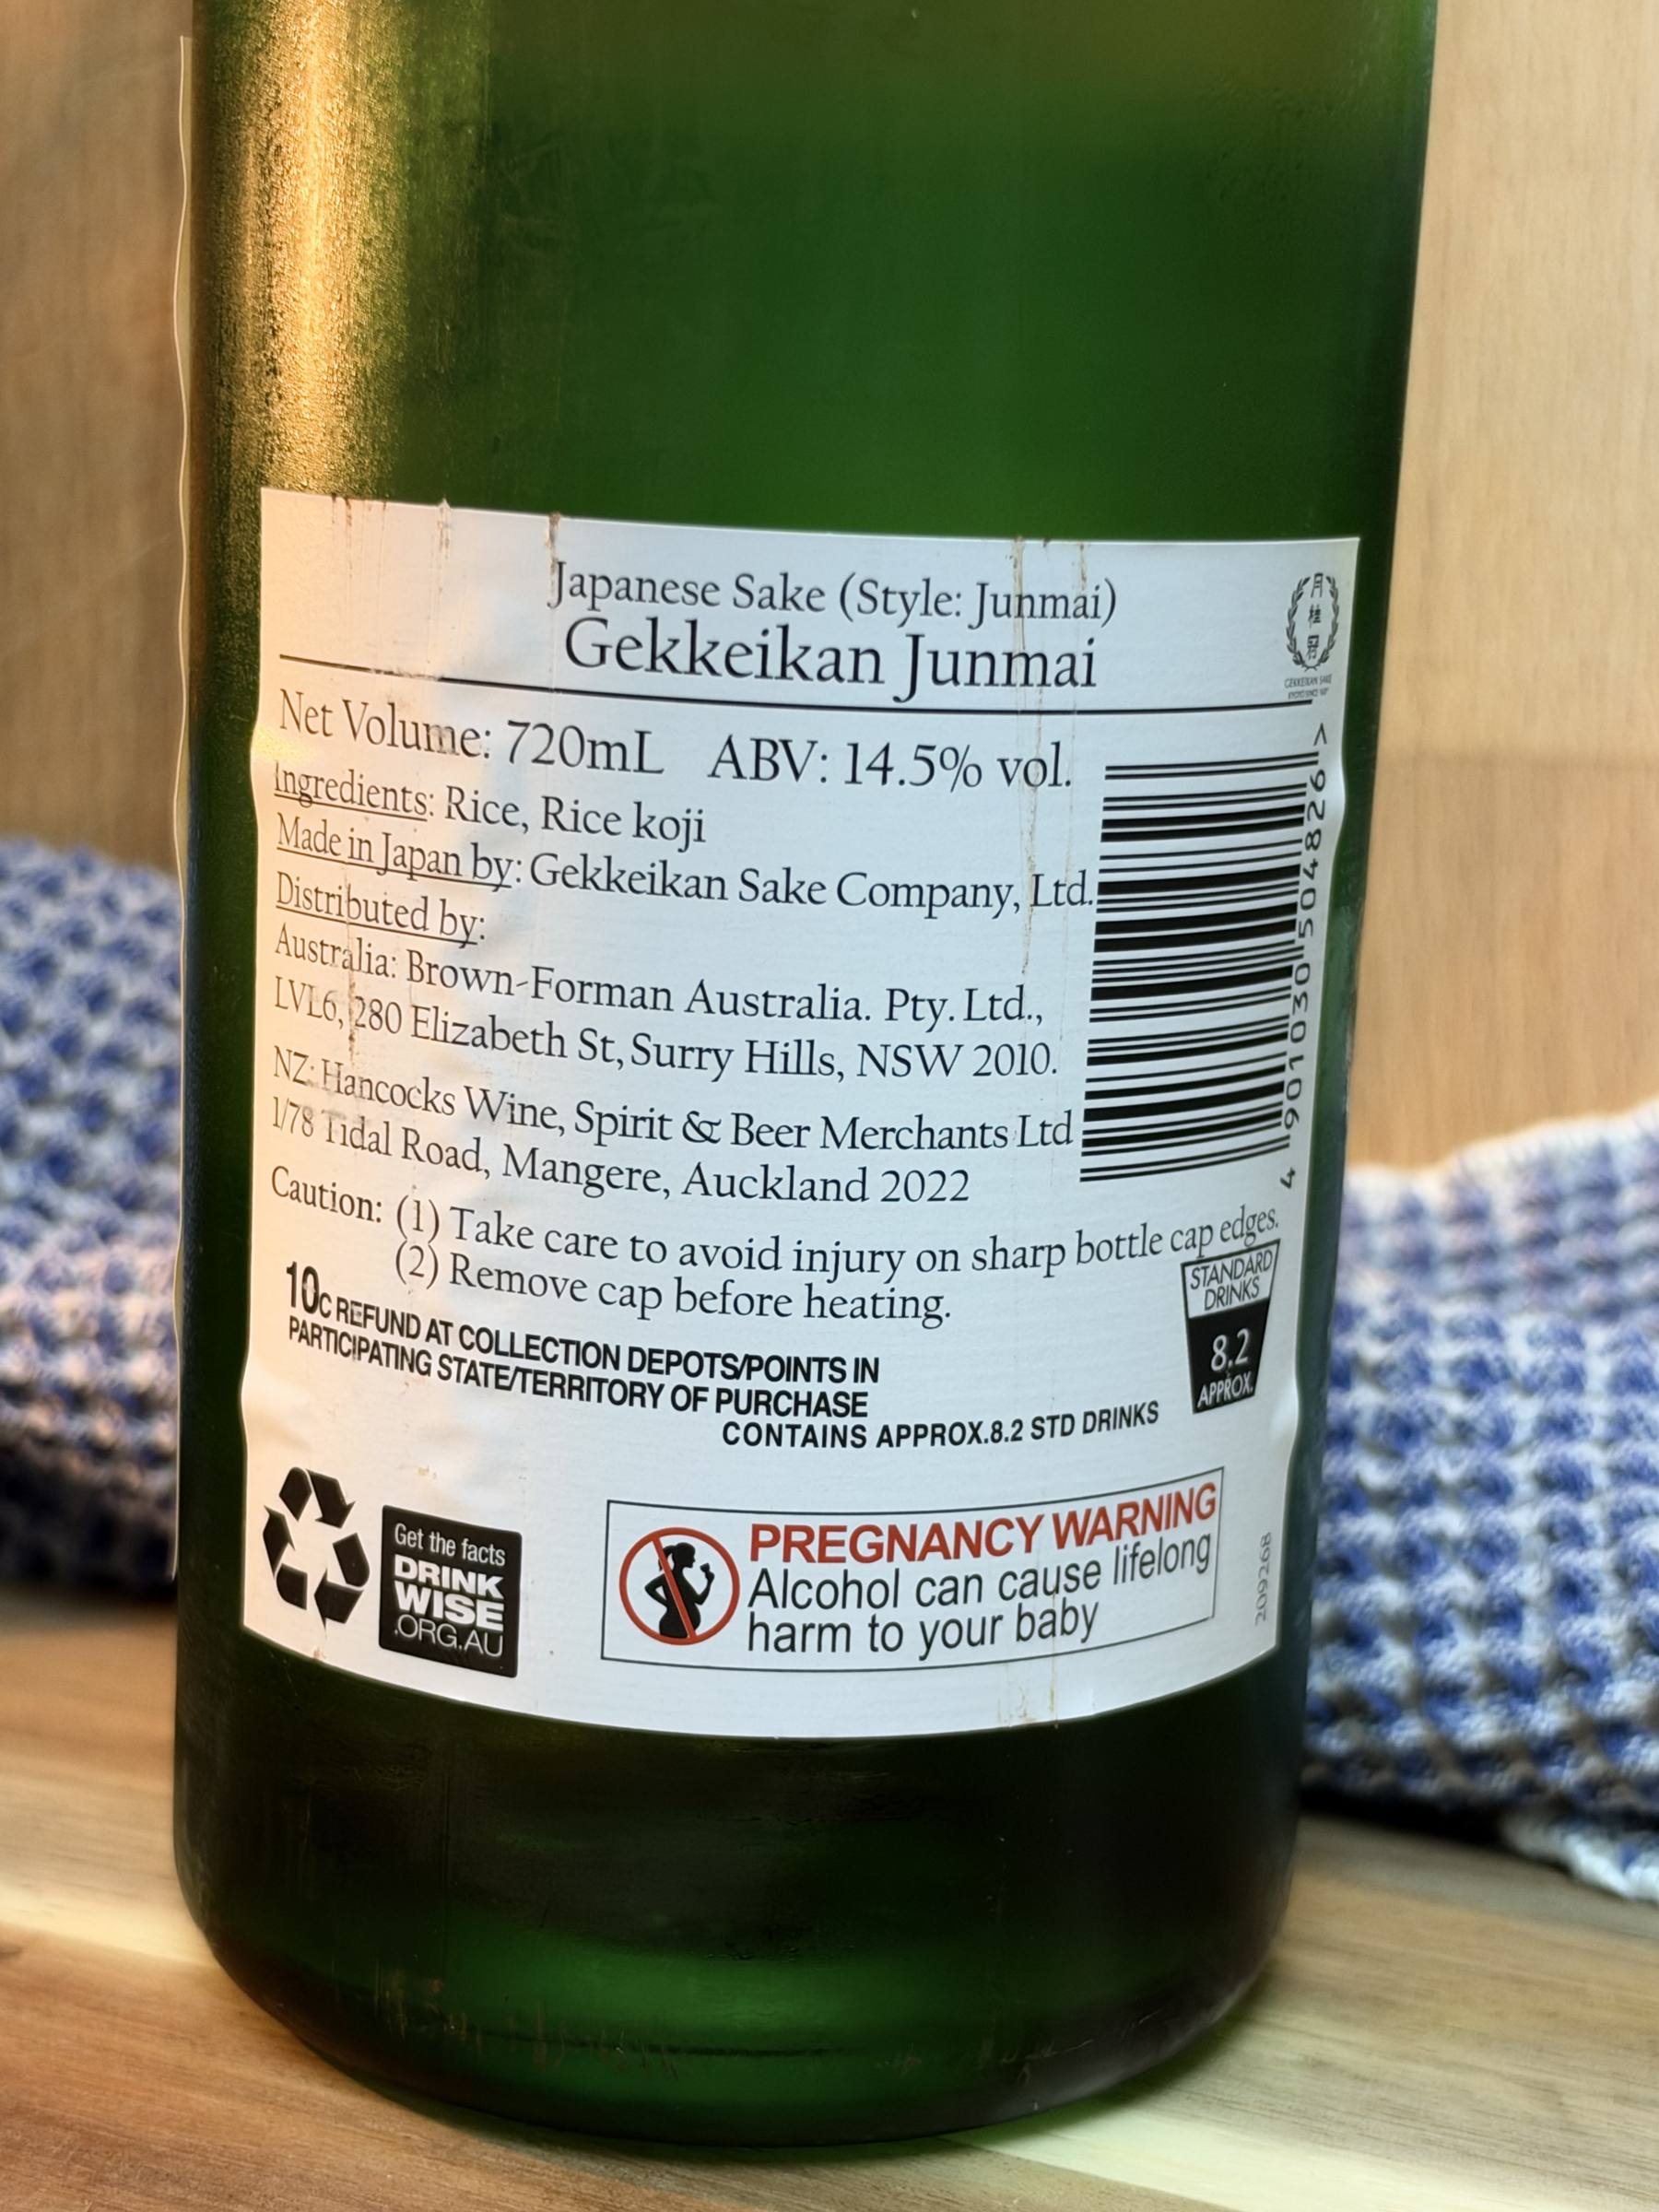 Japanese Sake (Style: Junmai)
Gekkeikan Junmai
月桂冠
GEKKEIKAN SAKE
Net Volume: 720mL ABV: 14.5% vol.
Ingredients: Rice, Rice koji
Made in Japan by: Gekkeikan Sake Company, Ltd.
Distributed by:
Australia: Brown-Forman Australia. Pty. Ltd.,
LVL6, 280 Elizabeth St, Surry Hills, NSW 2010.
NZ: Hancocks Wine, Spirit & Beer Merchants Ltd
1/78 Tidal Road, Mangere, Auckland 2022
4 901030 504826 >
Caution: (1) Take care to avoid injury on sharp bottle cap edges.
(2) Remove cap before heating.
10c REFUND AT COLLECTION DEPOTS/POINTS IN
PARTICIPATING STATE/TERRITORY OF PURCHASE
CONTAINS APPROX.8.2 STD DRINKS
STANDARD
DRINKS
8.2
APPROX.
Get the facts
DRINK
WISE
.ORG.AU
PREGNANCY WARNING
Alcohol can cause lifelong
harm to your baby
209268